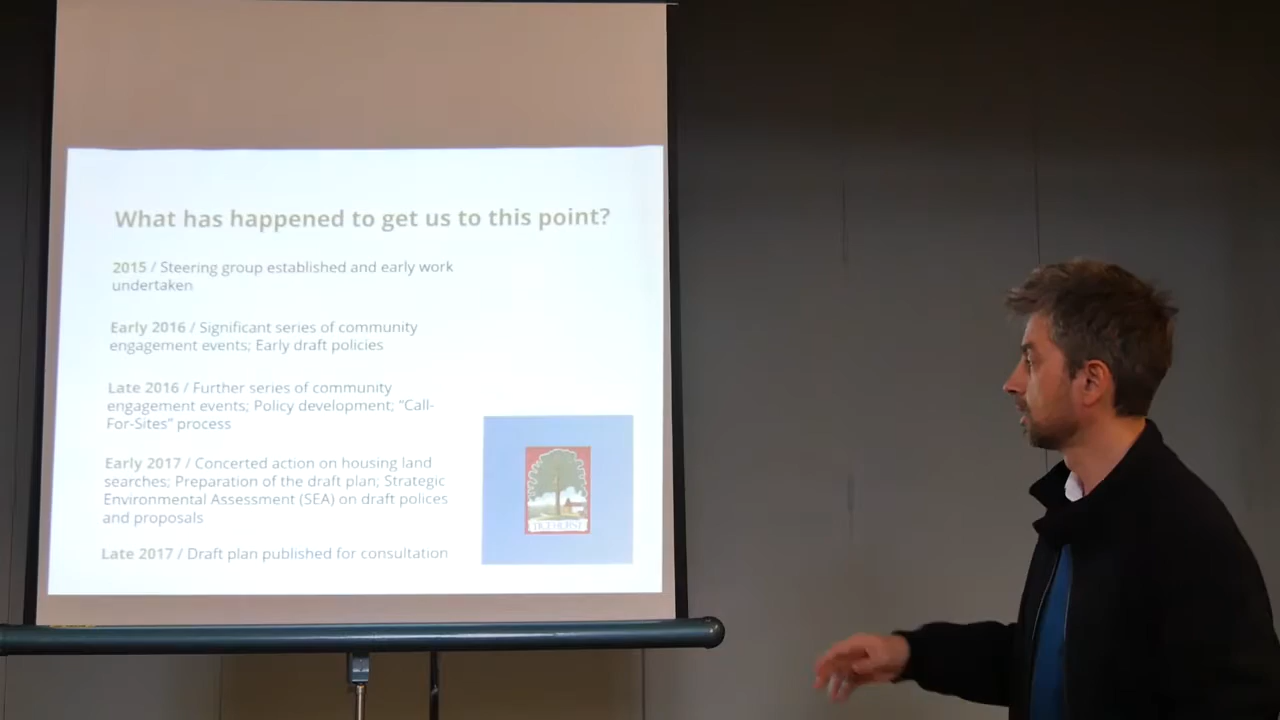 What has happened to get us to this point?
2015 / Steering group established and early work
undertaken
Early 2016 / Significant series of community
engagement events; Early draft policies
Late 2016 / Further series of community
engagement events; Policy development; “Call-
For-Sites” process
Early 2017 / Concerted action on housing land
searches; Preparation of the draft plan; Strategic
Environmental Assessment (SEA) on draft polices
and proposals
Late 2017 / Draft plan published for consultation
TICEHURST